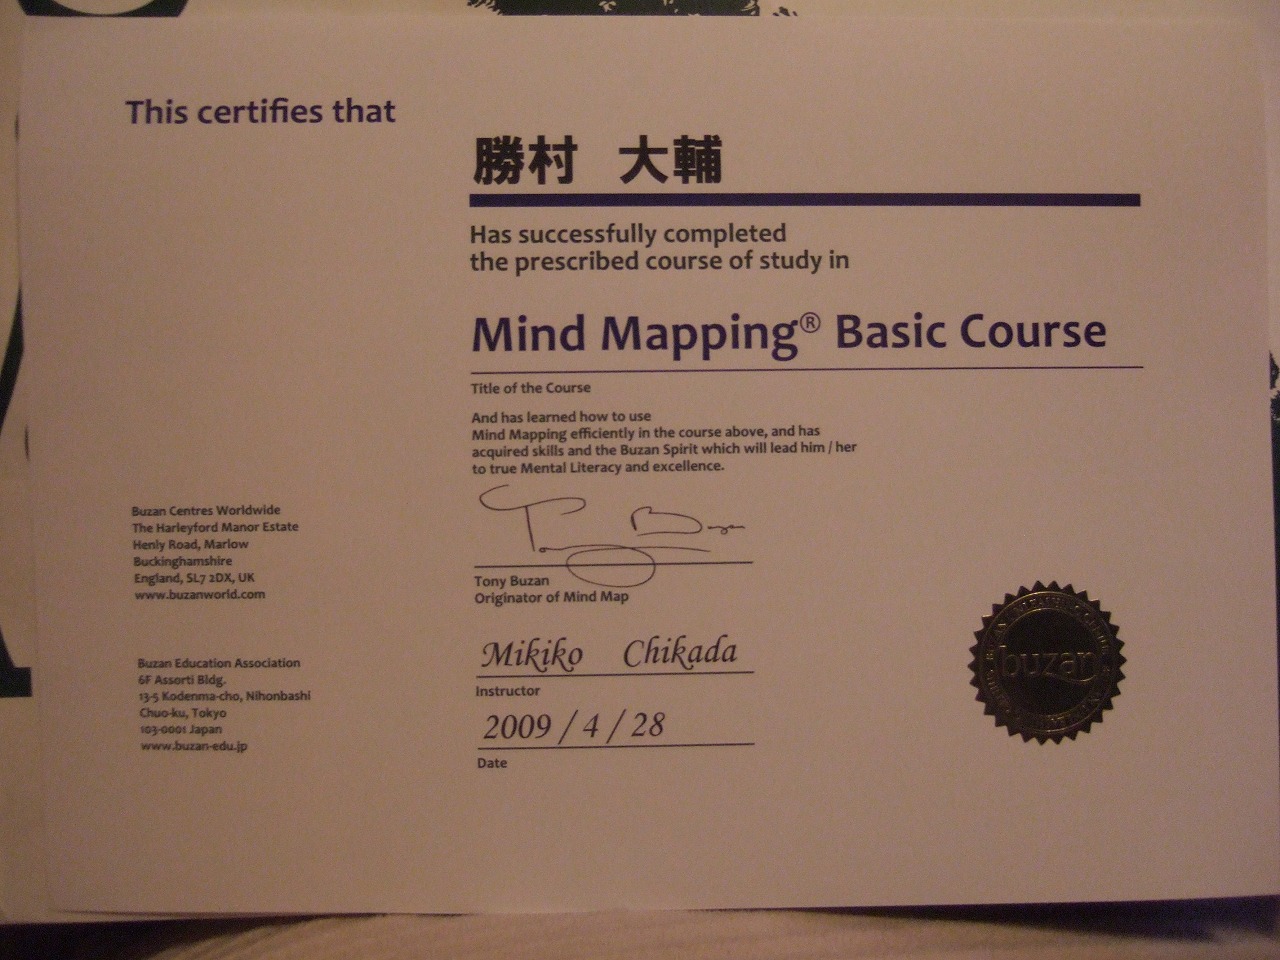 This certifies that
勝村 大輔
Has successfully completed
the prescribed course of study in
Mind Mapping® Basic Course
Title of the Course
And has learned how to use
Mind Mapping efficiently in the course above, and has
acquired skills and the Buzan Spirit which will lead him / her
to true Mental Literacy and excellence.
Buzan Centres Worldwide
The Harleyford Manor Estate
Henly Road, Marlow
Buckinghamshire
England, SL7 2DX, UK
www.buzanworld.com
Tony Buzan
Tony Buzan
Originator of Mind Map
Mikiko Chikada
Instructor
2009 / 4 / 28
Date
Buzan Education Association
6F Assorti Bldg.
13-5 Kodenma-cho, Nihonbashi
Chuo-ku, Tokyo
103-0001 Japan
www.buzan-edu.jp
buzan